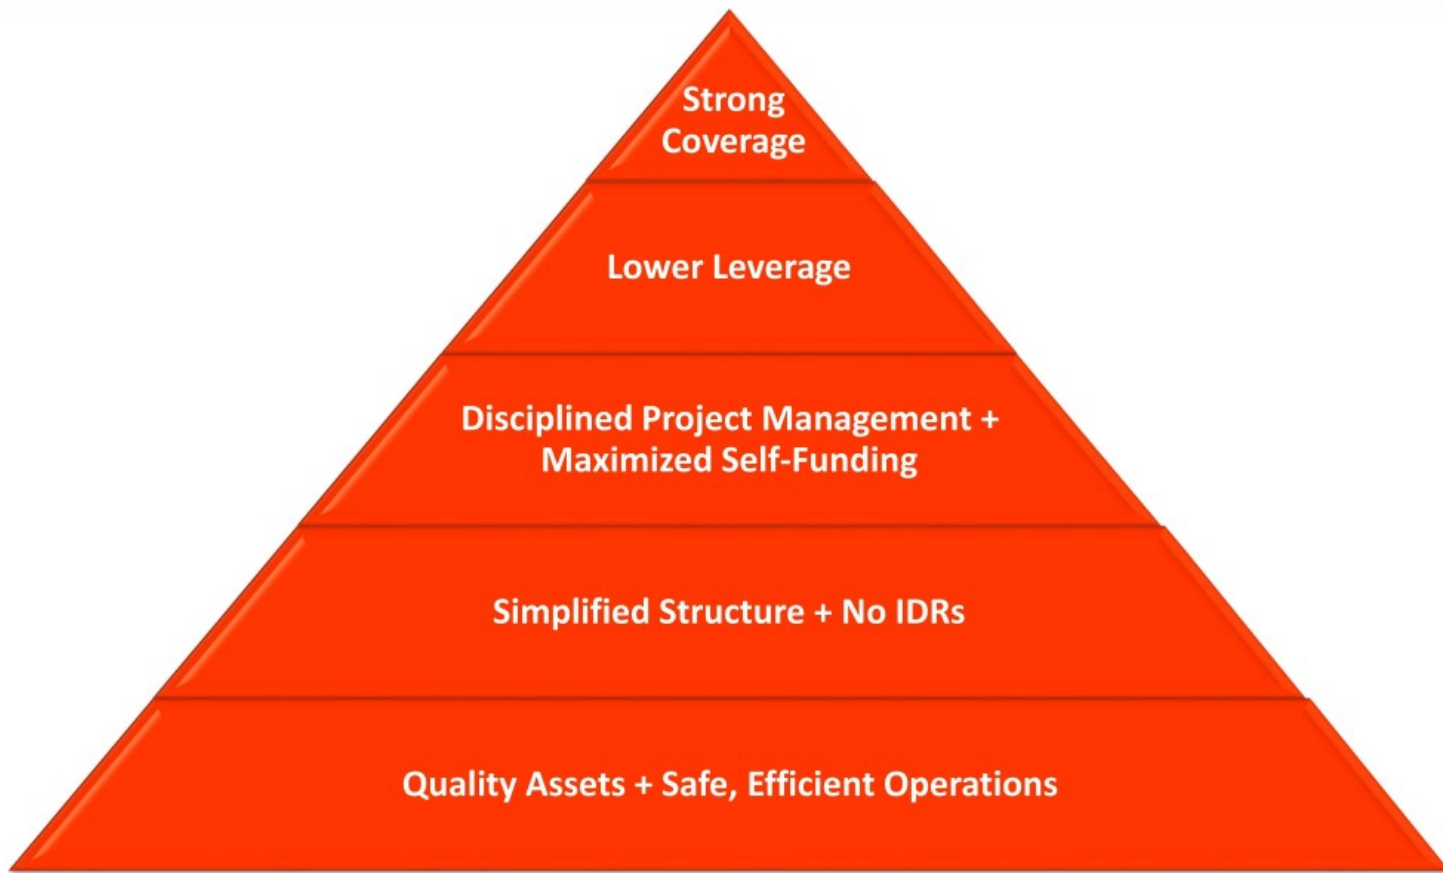 Strong
Coverage
Lower Leverage
Disciplined Project Management +
Maximized Self-Funding
Simplified Structure + No IDRs
Quality Assets + Safe, Efficient Operations